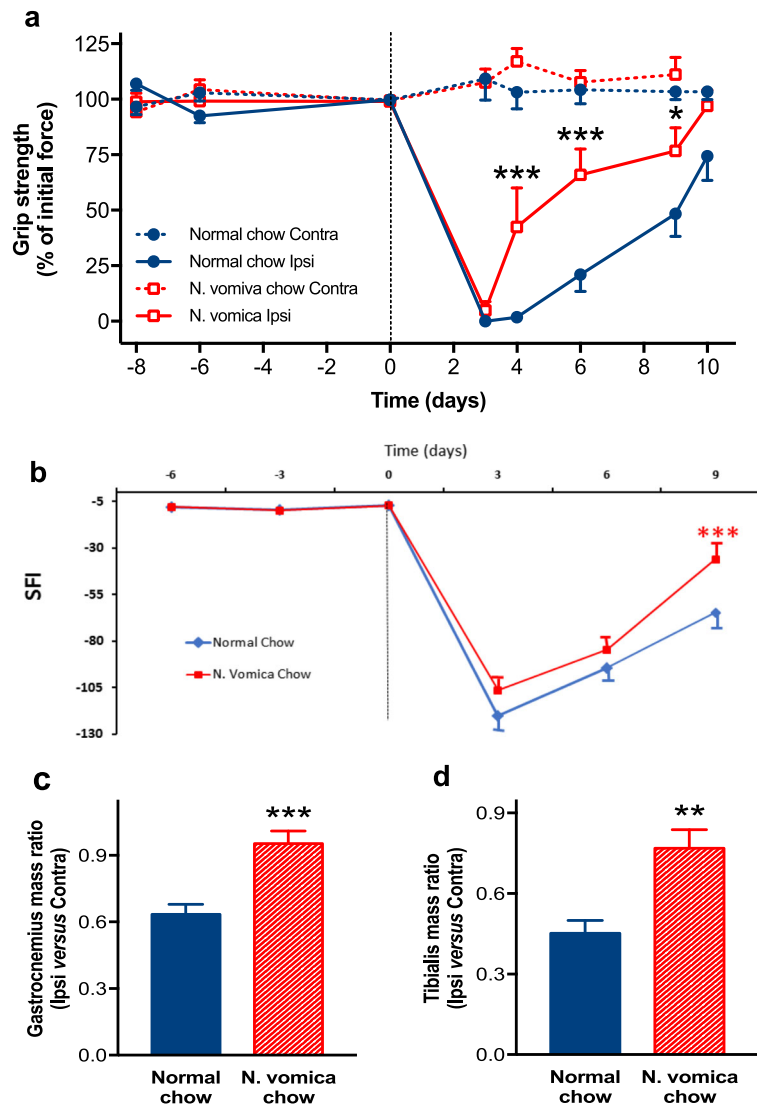 a
Grip strength
(% of initial force)
125
100
75
50
25
0
***
***
*
Normal chow Contra
Normal chow Ipsi
N. vomiva chow Contra
N. vomica Ipsi
-8 -6 -4 -2 0 2 4 6 8 10
Time (days)
b
Time (days)
-6 -3 0 3 6 9
SFI
-5
-30
-55
-80
-105
-130
***
Normal Chow
N. Vomica Chow
c
Gastrocnemius mass ratio
(Ipsi versus Contra)
0.9
0.6
0.3
0.0
***
Normal
chow
N. vomica
chow
d
Tibialis mass ratio
(Ipsi versus Contra)
0.9
0.6
0.3
0.0
**
Normal
chow
N. vomica
chow